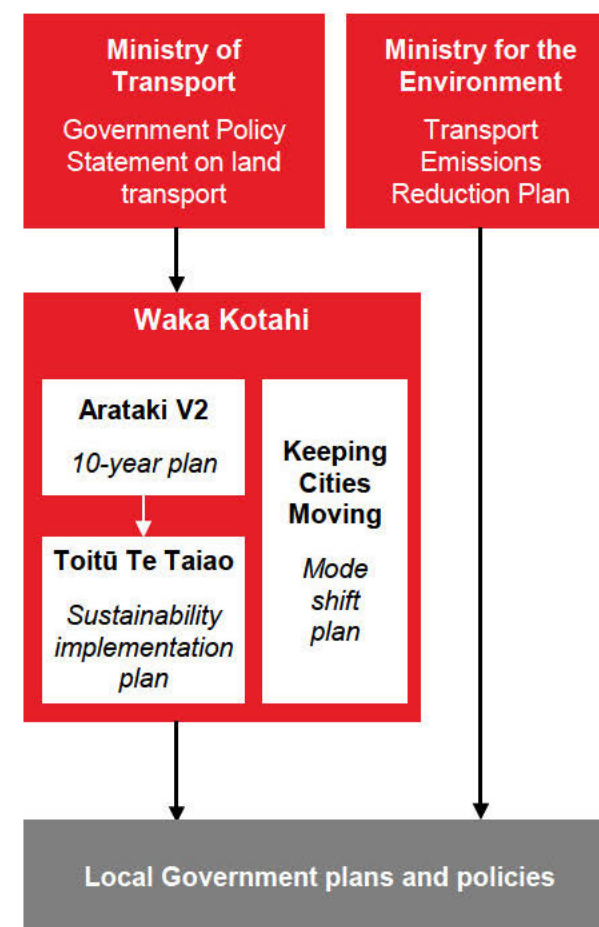 Ministry of
Transport
Government Policy
Statement on land
transport
Ministry for the
Environment
Transport
Emissions
Reduction Plan
Waka Kotahi
Arataki V2
10-year plan
Toitū Te Taiao
Sustainability
implementation
plan
Keeping
Cities
Moving
Mode
shift
plan
Local Government plans and policies